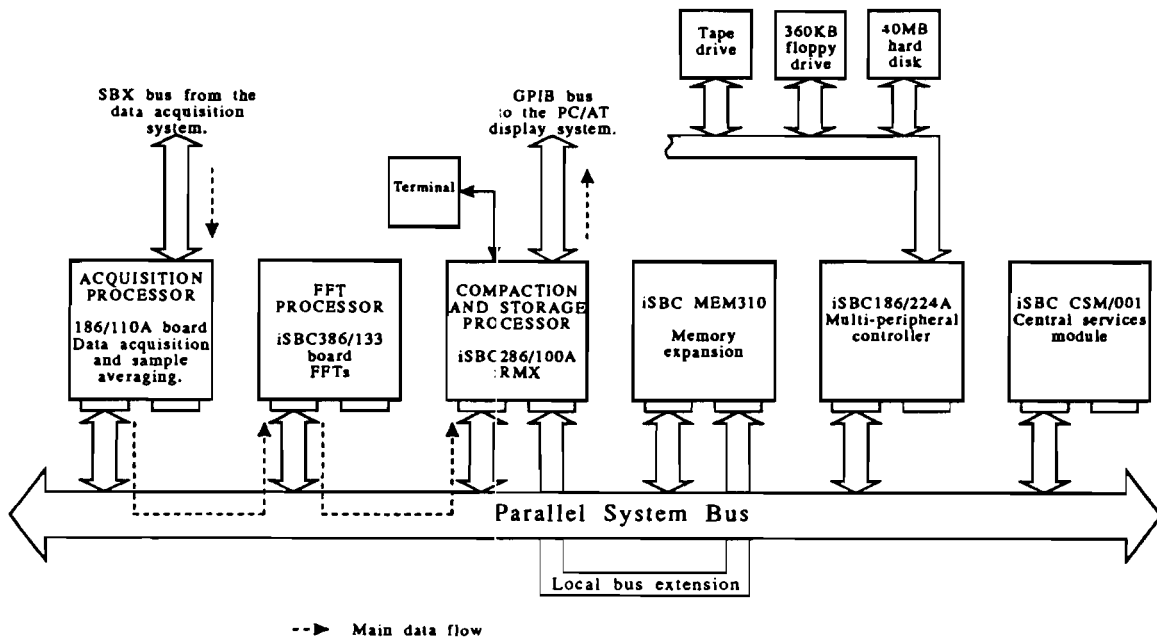 Tape
drive
360KB
floppy
drive
40MB
hard
disk
SBX bus from the
data acquisition
system.
GPIB bus
to the PC/AT
display system.
Terminal
ACQUISITION
PROCESSOR
186/110A board
Data acquisition
and sample
averaging.
FFT
PROCESSOR
iSBC386/133
board
FFTs
COMPACTION
AND STORAGE
PROCESSOR
iSBC286/100A
:RMX
iSBC MEM310
Memory
expansion
iSBC186/224A
Multi-peripheral
controller
iSBC CSM/001
Central services
module
Parallel System Bus
Local bus extension
Main data flow